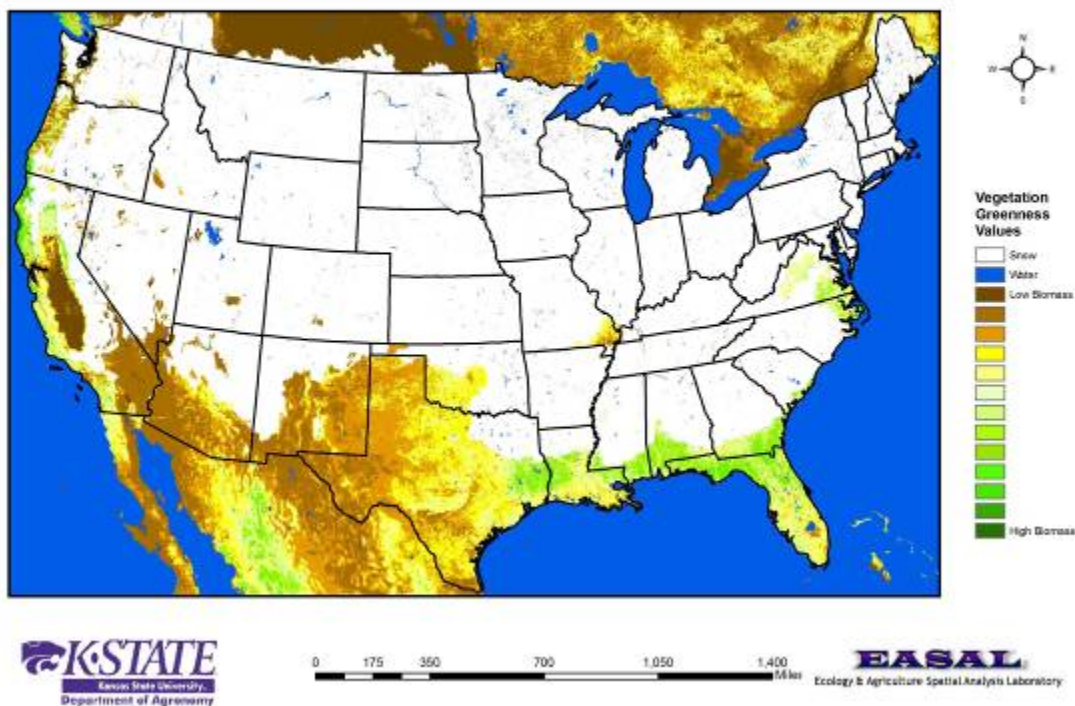 N
W
E
S
Vegetation
Greenness
Values
Snow
Water
Low Biomass
High Biomass
K·STATE
Kansas State University
Department of Agronomy
0 175 350 700 1,050 1,400
Miles
EASAL
Ecology & Agriculture Spatial Analysis Laboratory